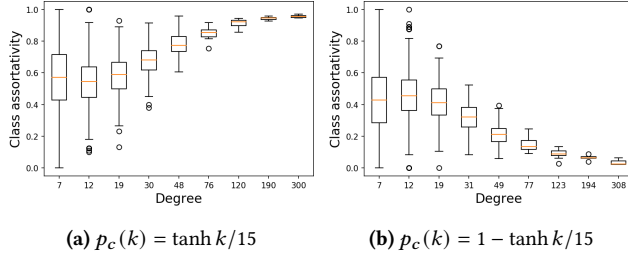 1.0
0.8
0.6
0.4
0.2
0.0
Class assortativity
7 12 19 30 48 76 120 190 300
Degree
(a) p_c(k) = tanh k/15
1.0
0.8
0.6
0.4
0.2
0.0
Class assortativity
7 12 19 31 49 77 123 194 308
Degree
(b) p_c(k) = 1 − tanh k/15